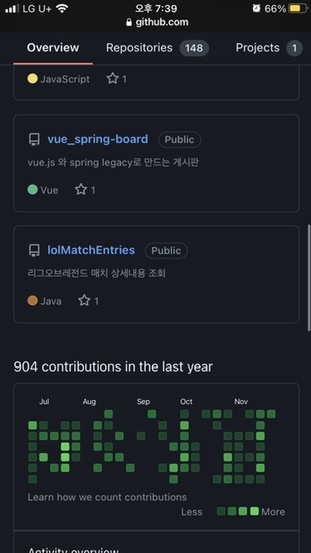 LG U+ 오후 7:39 66%
github.com
Overview Repositories 148 Projects 1
JavaScript 1
vue_spring-board Public
vue.js 와 spring legacy로 만드는 게시판
Vue 1
lolMatchEntries Public
리그오브레전드 매치 상세내용 조회
Java 1
904 contributions in the last year
Jul Aug Sep Oct Nov
Learn how we count contributions
Less More
Activity overview